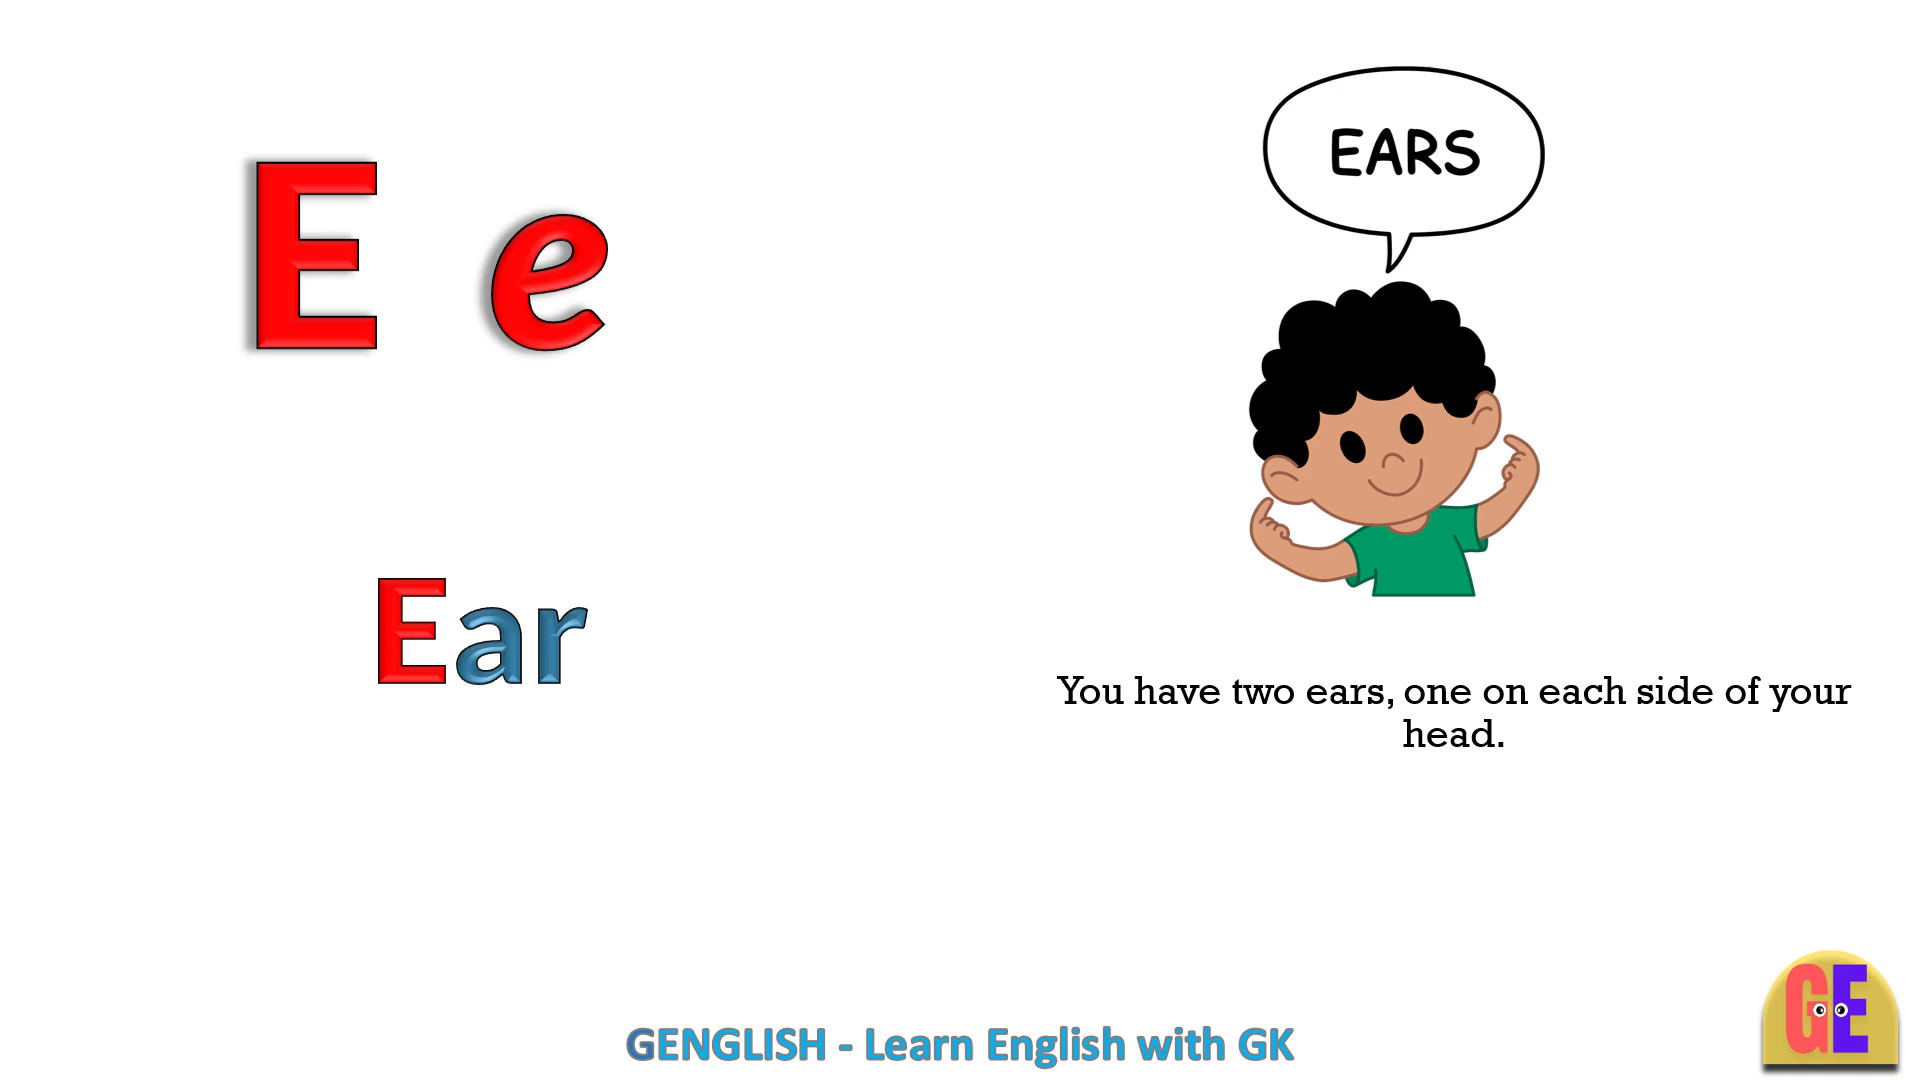 E e
EARS
Ear
You have two ears, one on each side of your
head.
GENGLISH - Learn English with GK
GE